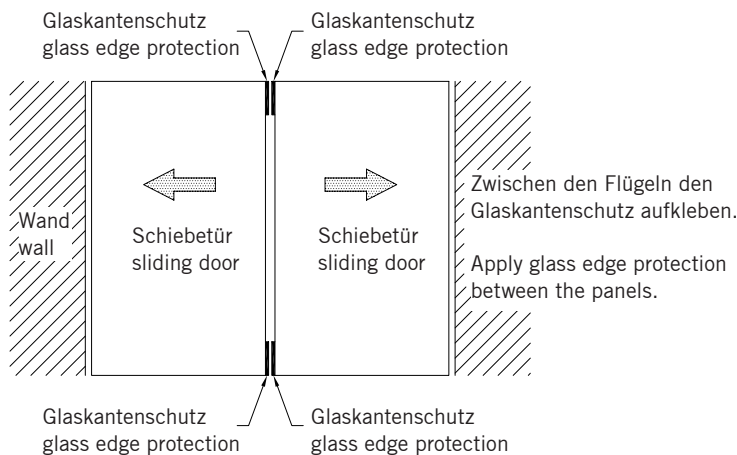 Glaskantenschutz
glass edge protection
Glaskantenschutz
glass edge protection
Wand
wall
Schiebetür
sliding door
Schiebetür
sliding door
Zwischen den Flügeln den
Glaskantenschutz aufkleben.
Apply glass edge protection
between the panels.
Glaskantenschutz
glass edge protection
Glaskantenschutz
glass edge protection